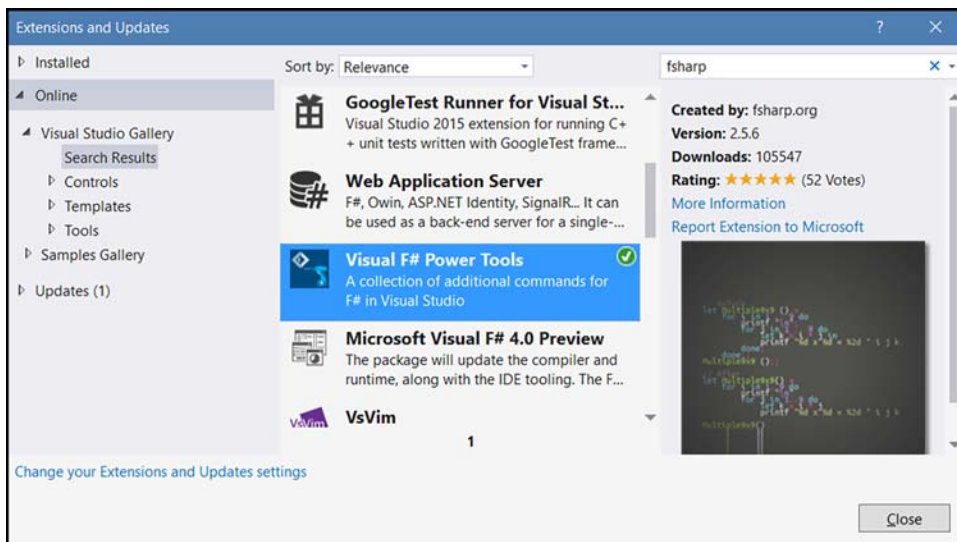 Extensions and Updates
Installed
Online
Visual Studio Gallery
Search Results
Controls
Templates
Tools
Samples Gallery
Updates (1)
Change your Extensions and Updates settings
Sort by: Relevance
GoogleTest Runner for Visual St...
Visual Studio 2015 extension for running C+
+ unit tests written with GoogleTest frame...
Web Application Server
F#, Owin, ASP.NET Identity, SignalR... It can
be used as a back-end server for a single-...
Visual F# Power Tools
A collection of additional commands for
F# in Visual Studio
Microsoft Visual F# 4.0 Preview
The package will update the compiler and
runtime, along with the IDE tooling. The F...
VsVim
VsVim
1
fsharp
Created by: fsharp.org
Version: 2.5.6
Downloads: 105547
Rating: (52 Votes)
More Information
Report Extension to Microsoft
Close